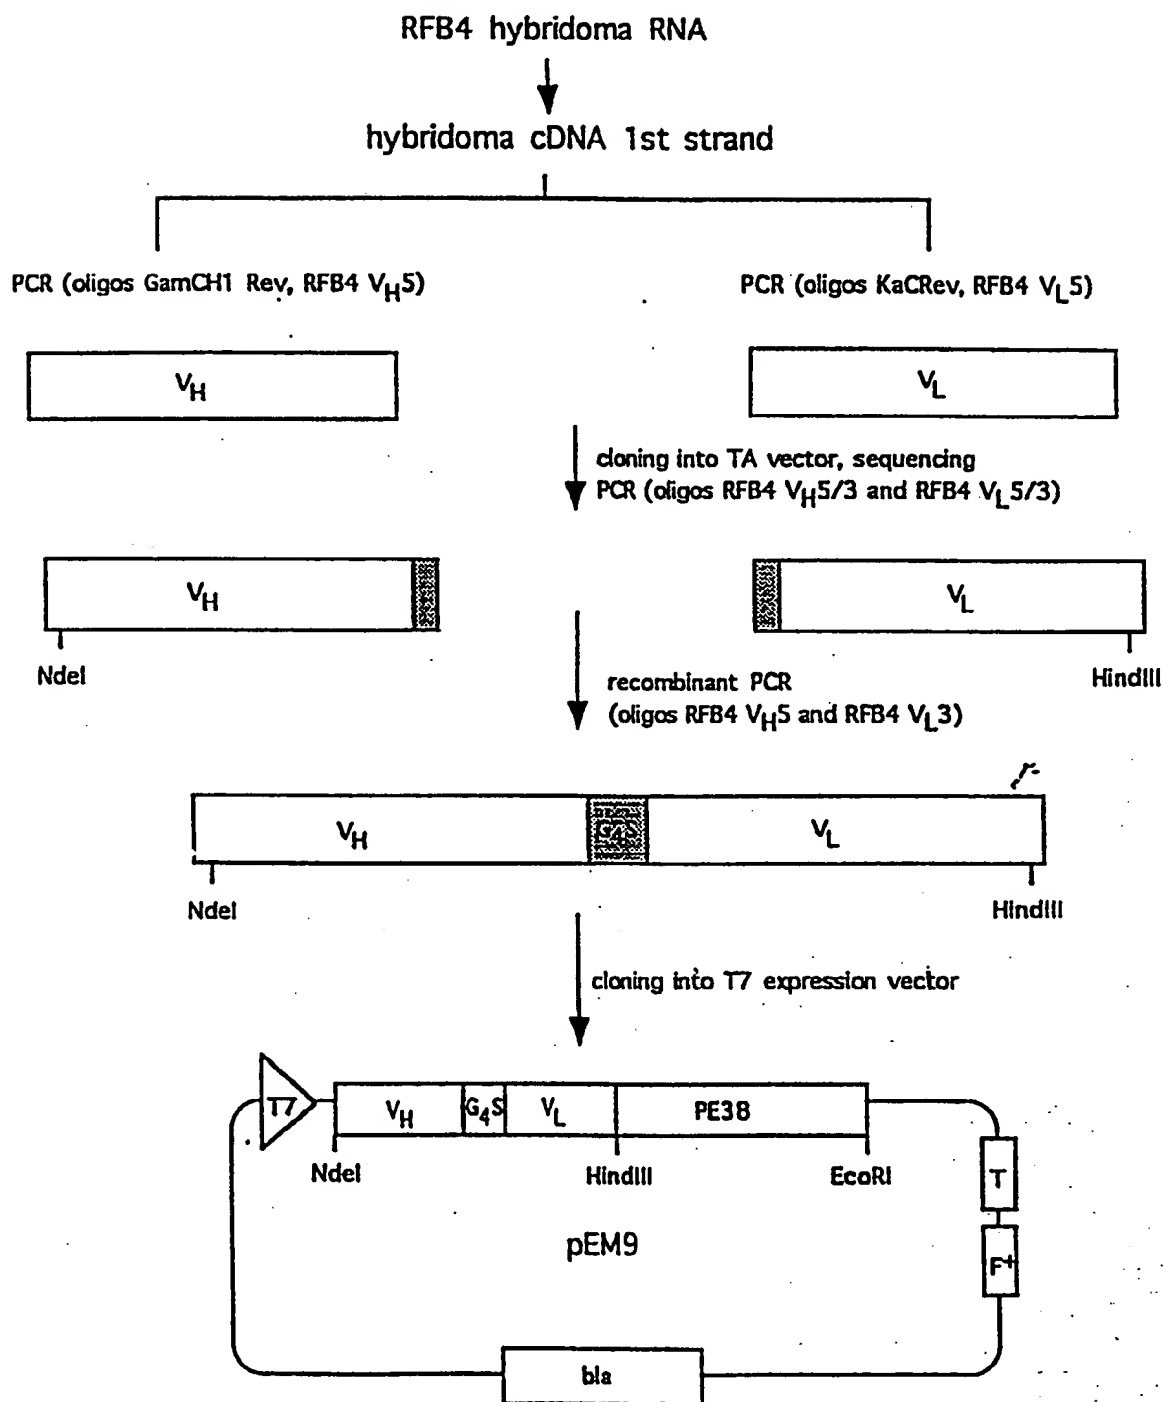 RFB4 hybridoma RNA
hybridoma cDNA 1st strand
PCR (oligos GamCH1 Rev, RFB4 VH5)
PCR (oligos KaCRev, RFB4 VL5)
VH
VL
cloning into TA vector, sequencing
PCR (oligos RFB4 VH5/3 and RFB4 VL5/3)
VH
VL
NdeI
HindIII
recombinant PCR
(oligos RFB4 VH5 and RFB4 VL3)
VH
G4S
VL
NdeI
HindIII
cloning into T7 expression vector
T7
VH
G4S
VL
PE38
NdeI
HindIII
EcoRI
T
pEM9
F+
bla